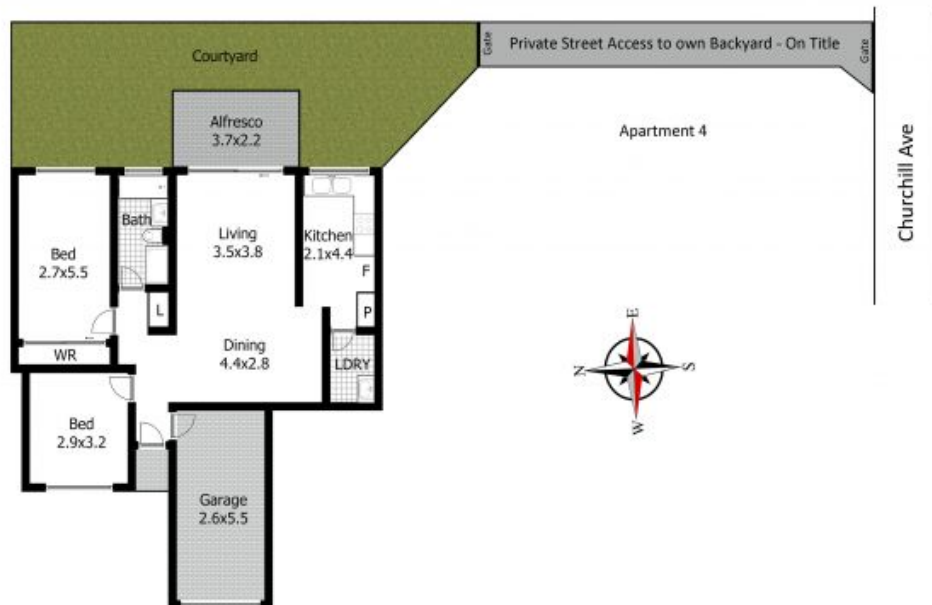 Gate
Private Street Access to own Backyard - On Title
Gate
Courtyard
Alfresco
3.7x2.2
Apartment 4
Churchill Ave
Bath
Living
3.5x3.8
Kitchen
2.1x4.4
Bed
2.7x5.5
F
L
P
Dining
4.4x2.8
WR
LDRY
E
N
S
W
Bed
2.9x3.2
Garage
2.6x5.5